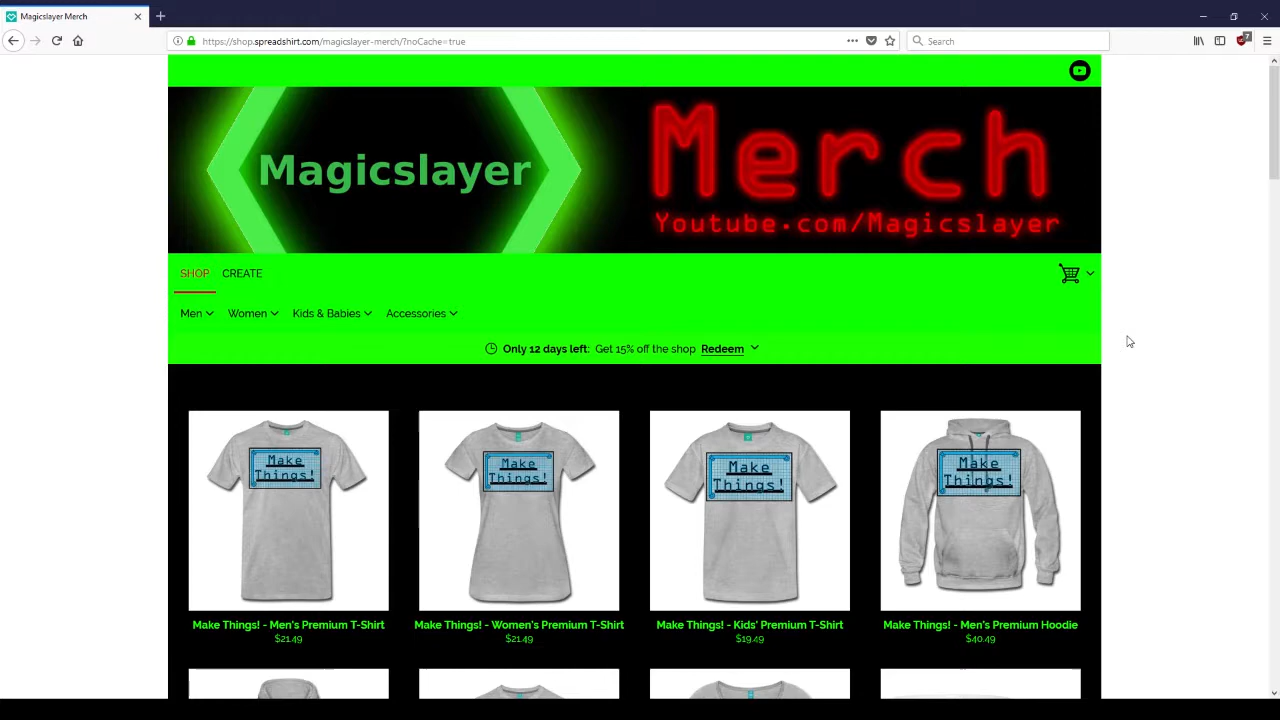 Magicslayer Merch
https://shop.spreadshirt.com/magicslayer-merch/?noCache=true
Search
7
Magicslayer
Merch
Youtube.com/Magicslayer
SHOP CREATE
Men Women Kids & Babies Accessories
Only 12 days left: Get 15% off the shop Redeem
Make Things!
Make Things!
Make Things!
Make Things!
Make Things! - Men's Premium T-Shirt
$21.49
Make Things! - Women's Premium T-Shirt
$21.49
Make Things! - Kids' Premium T-Shirt
$19.49
Make Things! - Men's Premium Hoodie
$40.49